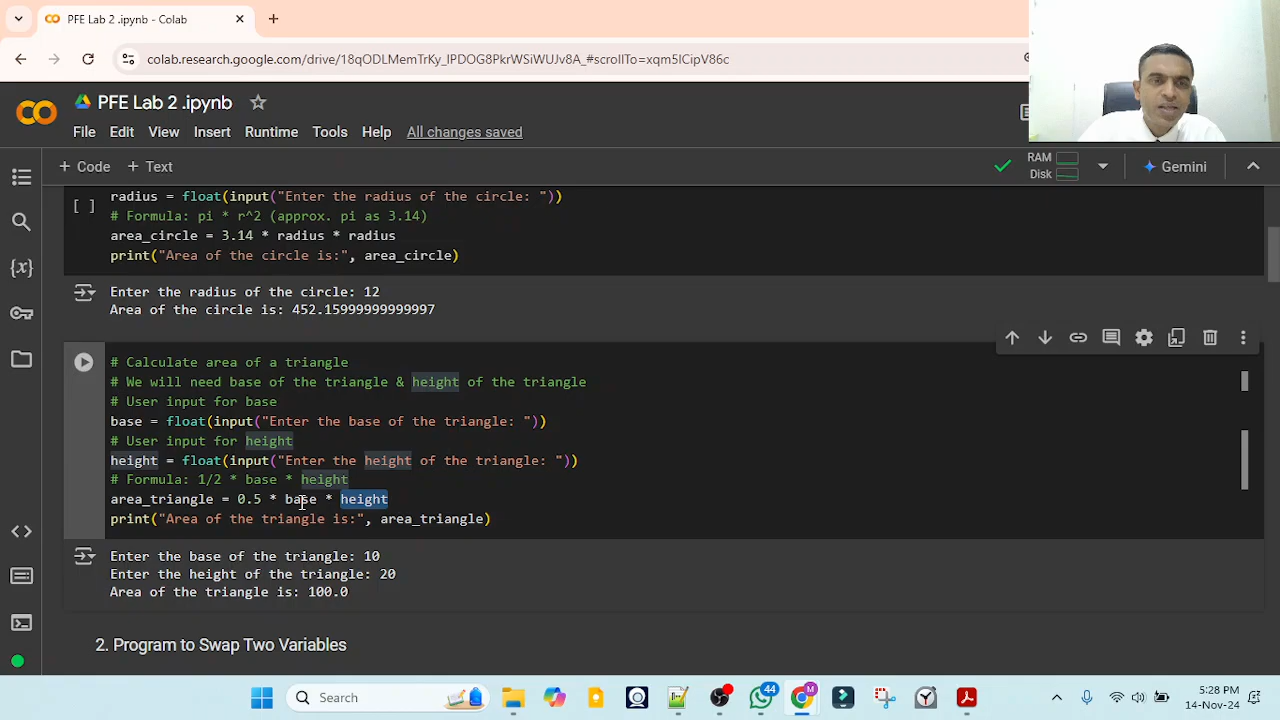 PFE Lab 2 .ipynb - Colab
colab.research.google.com/drive/18qODLMemTrKy_IPDOG8PkrWSiWUJv8A_#scrollTo=xqm5ICipV86c
PFE Lab 2 .ipynb
File Edit View Insert Runtime Tools Help All changes saved
+ Code + Text
RAM
Disk
Gemini
[ ]
radius = float(input("Enter the radius of the circle: "))
# Formula: pi * r^2 (approx. pi as 3.14)
area_circle = 3.14 * radius * radius
print("Area of the circle is:", area_circle)
Enter the radius of the circle: 12
Area of the circle is: 452.15999999999997
# Calculate area of a triangle
# We will need base of the triangle & height of the triangle
# User input for base
base = float(input("Enter the base of the triangle: "))
# User input for height
height = float(input("Enter the height of the triangle: "))
# Formula: 1/2 * base * height
area_triangle = 0.5 * base * height
print("Area of the triangle is:", area_triangle)
Enter the base of the triangle: 10
Enter the height of the triangle: 20
Area of the triangle is: 100.0
2. Program to Swap Two Variables
Search
44
M
5:28 PM
14-Nov-24